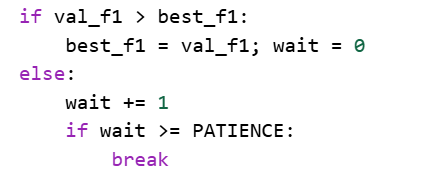 if val_f1 > best_f1:
    best_f1 = val_f1; wait = 0
else:
    wait += 1
    if wait >= PATIENCE:
        break